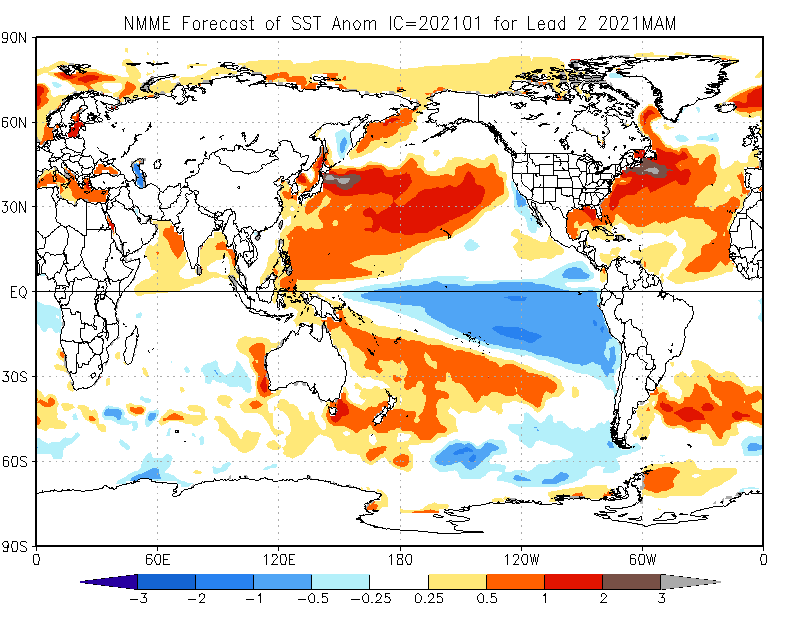 NMME Forecast of SST Anom IC=202101 for Lead 2 2021MAM
90N
60N
30N
EQ
30S
60S
90S
0 60E 120E 180 120W 60W 0
-3 -2 -1 -0.5 -0.25 0.25 0.5 1 2 3